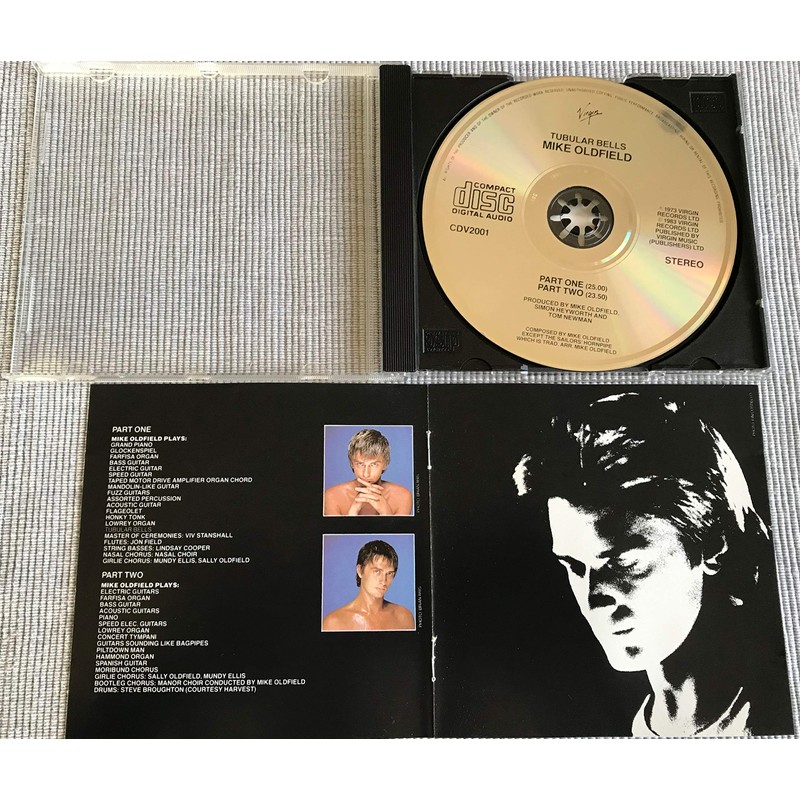 Virgin
TUBULAR BELLS
MIKE OLDFIELD
COMPACT
disc
DIGITAL AUDIO
CDV2001
℗ 1973 VIRGIN
RECORDS LTD
© 1983 VIRGIN
RECORDS LTD
PUBLISHED BY
VIRGIN MUSIC
(PUBLISHERS) LTD
STEREO
PART ONE (25.00)
PART TWO (23.50)
PRODUCED BY MIKE OLDFIELD,
SIMON HEYWORTH AND
TOM NEWMAN
COMPOSED BY MIKE OLDFIELD
EXCEPT THE SAILORS' HORNPIPE
WHICH IS TRAD. ARR. MIKE OLDFIELD
PART ONE
MIKE OLDFIELD PLAYS:
GRAND PIANO
GLOCKENSPIEL
FARFISA ORGAN
BASS GUITAR
ELECTRIC GUITAR
SPEED GUITAR
TAPED MOTOR DRIVE AMPLIFIER ORGAN CHORD
MANDOLIN-LIKE GUITAR
FUZZ GUITARS
ASSORTED PERCUSSION
ACOUSTIC GUITAR
FLAGEOLET
HONKY TONK
LOWREY ORGAN
TUBULAR BELLS
MASTER OF CEREMONIES: VIV STANSHALL
FLUTES: JON FIELD
STRING BASSES: LINDSAY COOPER
NASAL CHORUS: NASAL CHOIR
GIRLIE CHORUS: MUNDY ELLIS, SALLY OLDFIELD
PART TWO
MIKE OLDFIELD PLAYS:
ELECTRIC GUITARS
FARFISA ORGAN
BASS GUITAR
ACOUSTIC GUITARS
PIANO
SPEED ELEC. GUITARS
LOWREY ORGAN
CONCERT TYMPANI
GUITARS SOUNDING LIKE BAGPIPES
PILTDOWN MAN
HAMMOND ORGAN
SPANISH GUITAR
MORIBUND CHORUS
GIRLIE CHORUS: SALLY OLDFIELD, MUNDY ELLIS
BOOTLEG CHORUS: MANOR CHOIR CONDUCTED BY MIKE OLDFIELD
DRUMS: STEVE BROUGHTON (COURTESY HARVEST)